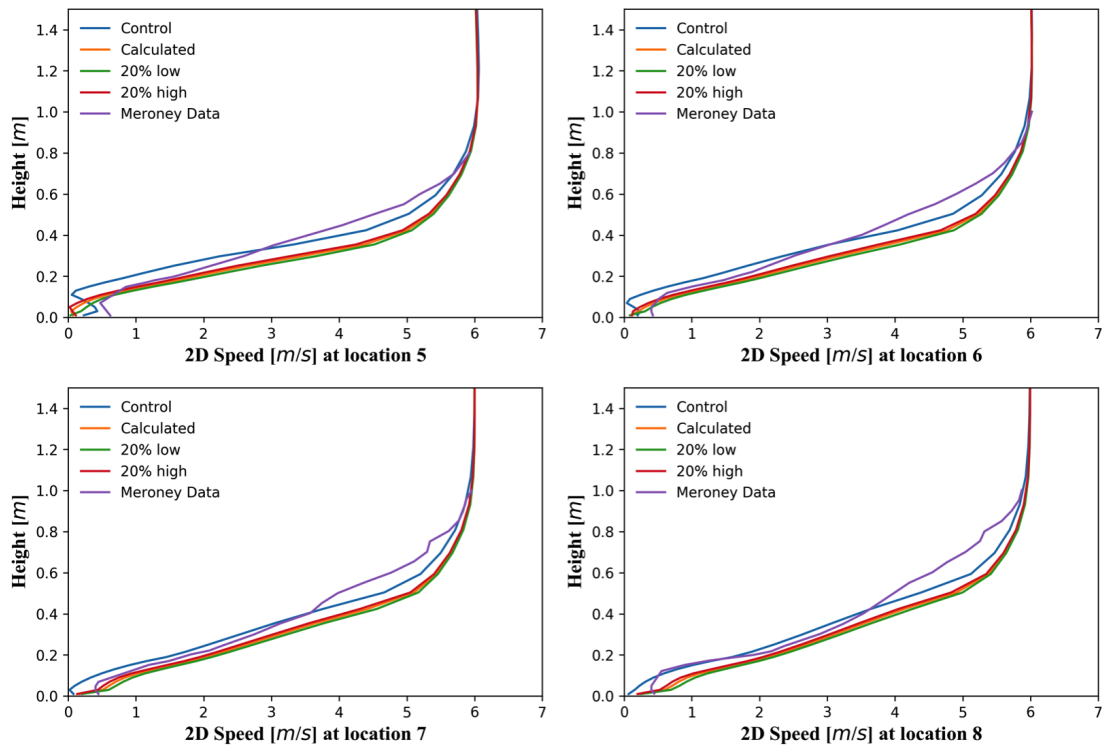 1.4
1.2
1.0
0.8
0.6
0.4
0.2
0.0
Height [m]
Control
Calculated
20% low
20% high
Meroney Data
0 1 2 3 4 5 6 7
2D Speed [m/s] at location 5
1.4
1.2
1.0
0.8
0.6
0.4
0.2
0.0
Height [m]
Control
Calculated
20% low
20% high
Meroney Data
0 1 2 3 4 5 6 7
2D Speed [m/s] at location 6
1.4
1.2
1.0
0.8
0.6
0.4
0.2
0.0
Height [m]
Control
Calculated
20% low
20% high
Meroney Data
0 1 2 3 4 5 6 7
2D Speed [m/s] at location 7
1.4
1.2
1.0
0.8
0.6
0.4
0.2
0.0
Height [m]
Control
Calculated
20% low
20% high
Meroney Data
0 1 2 3 4 5 6 7
2D Speed [m/s] at location 8